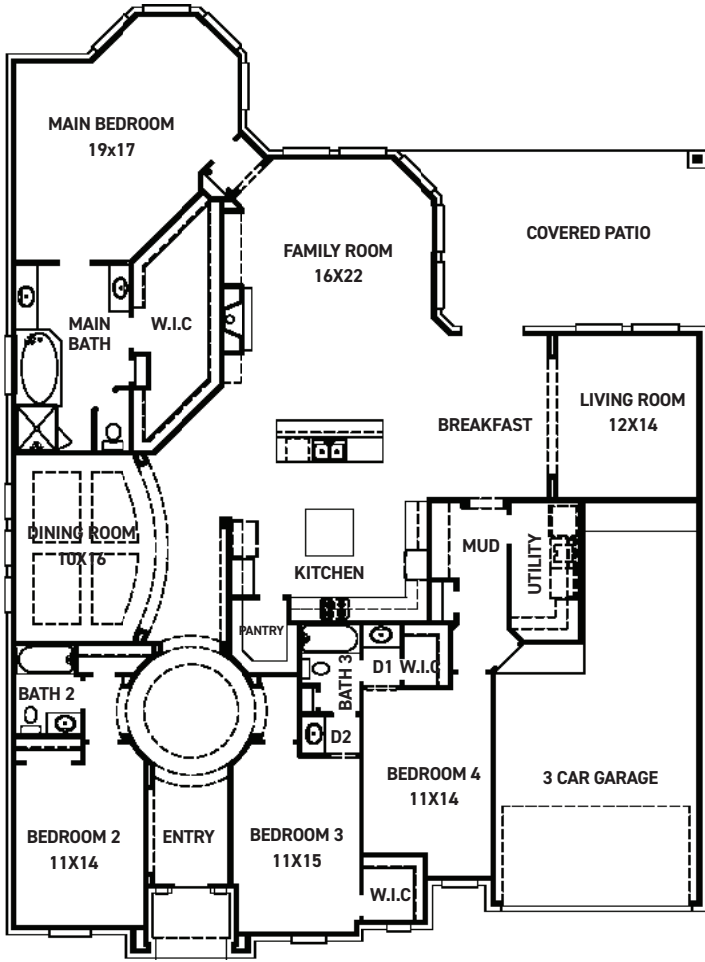 MAIN BEDROOM
19x17
COVERED PATIO
FAMILY ROOM
16X22
MAIN
BATH
W.I.C
LIVING ROOM
12X14
BREAKFAST
DINING ROOM
10X16
MUD
UTILITY
KITCHEN
PANTRY
BATH 3
D1
W.I.C
BATH 2
D2
BEDROOM 4
11X14
3 CAR GARAGE
BEDROOM 2
11X14
ENTRY
BEDROOM 3
11X15
W.I.C